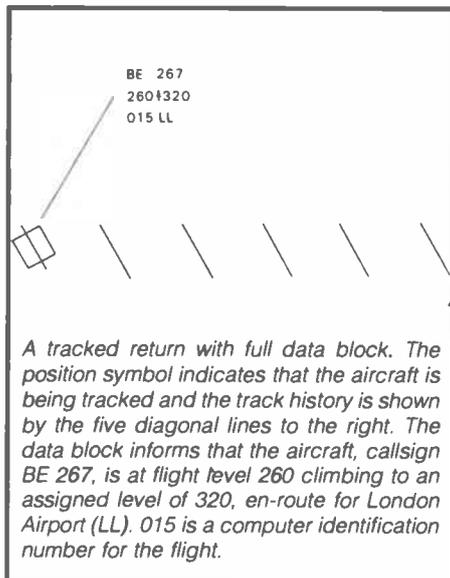 BE 267
260↑320
015 LL
A tracked return with full data block. The
position symbol indicates that the aircraft is
being tracked and the track history is shown
by the five diagonal lines to the right. The
data block informs that the aircraft, callsign
BE 267, is at flight level 260 climbing to an
assigned level of 320, en-route for London
Airport (LL). 015 is a computer identification
number for the flight.